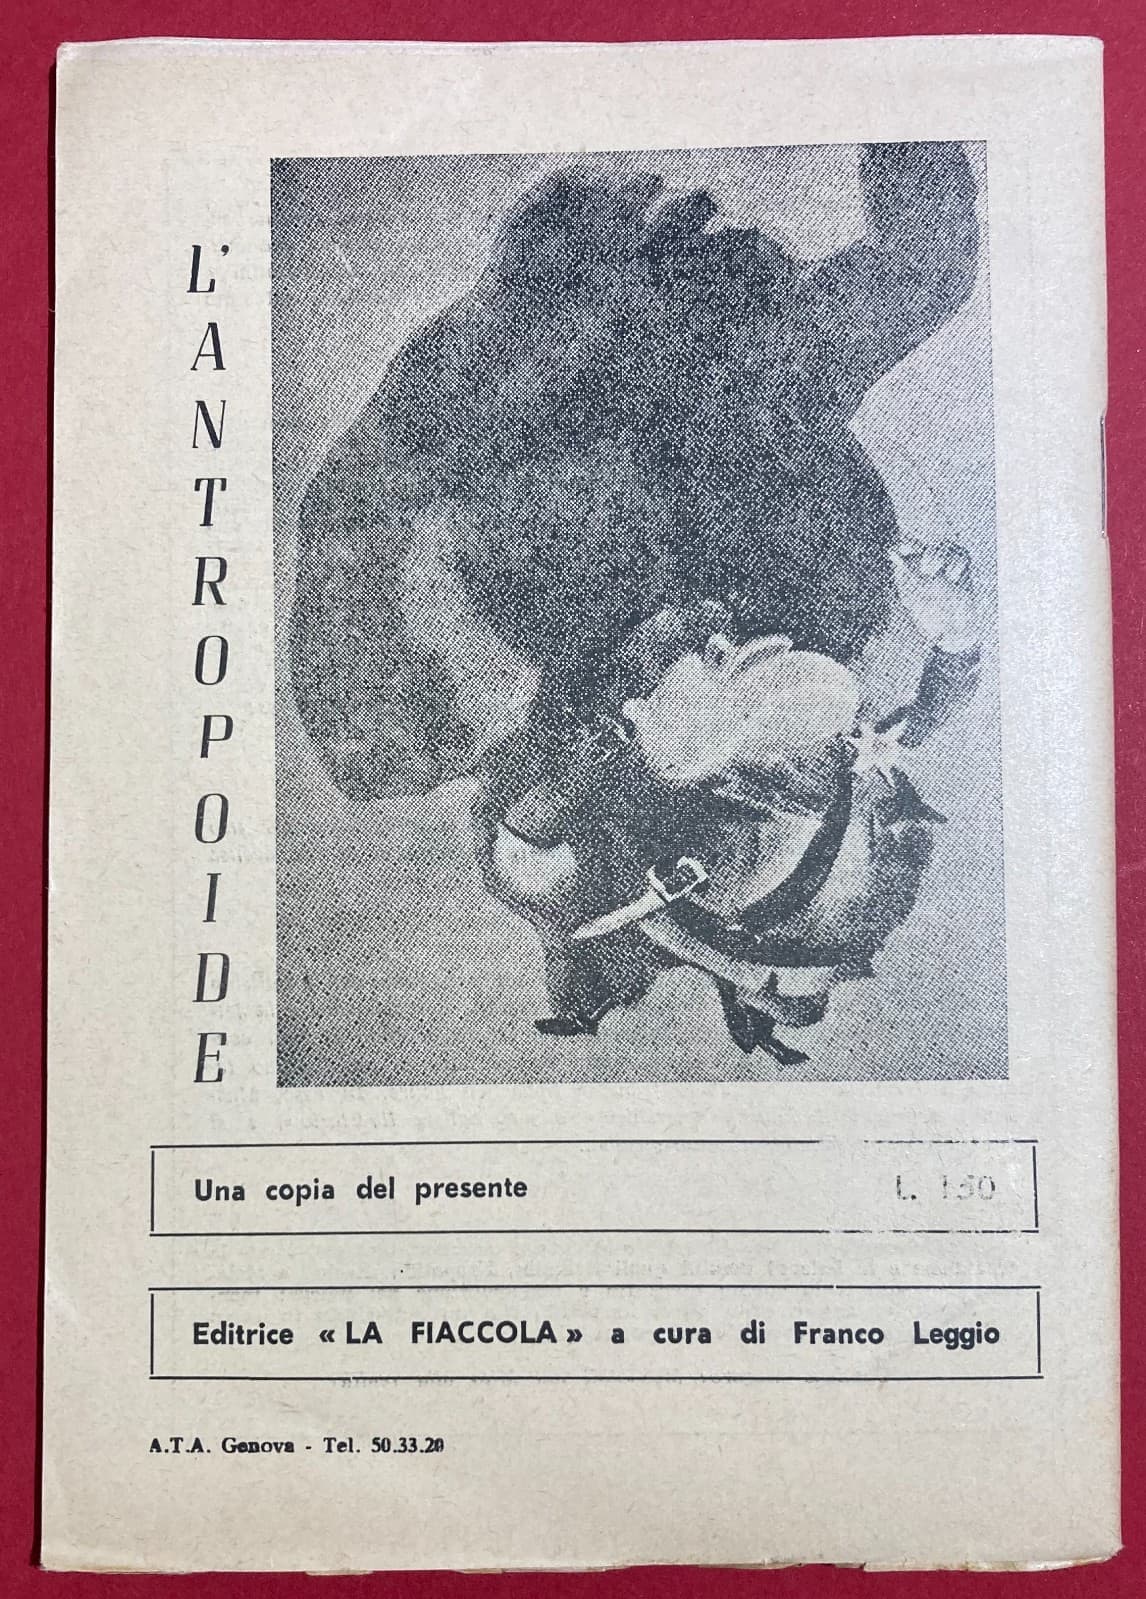 L'ANTROPOIDE
Una copia del presente L. 150
Editrice « LA FIACCOLA » a cura di Franco Leggio
A.T.A. Genova - Tel. 50.33.20